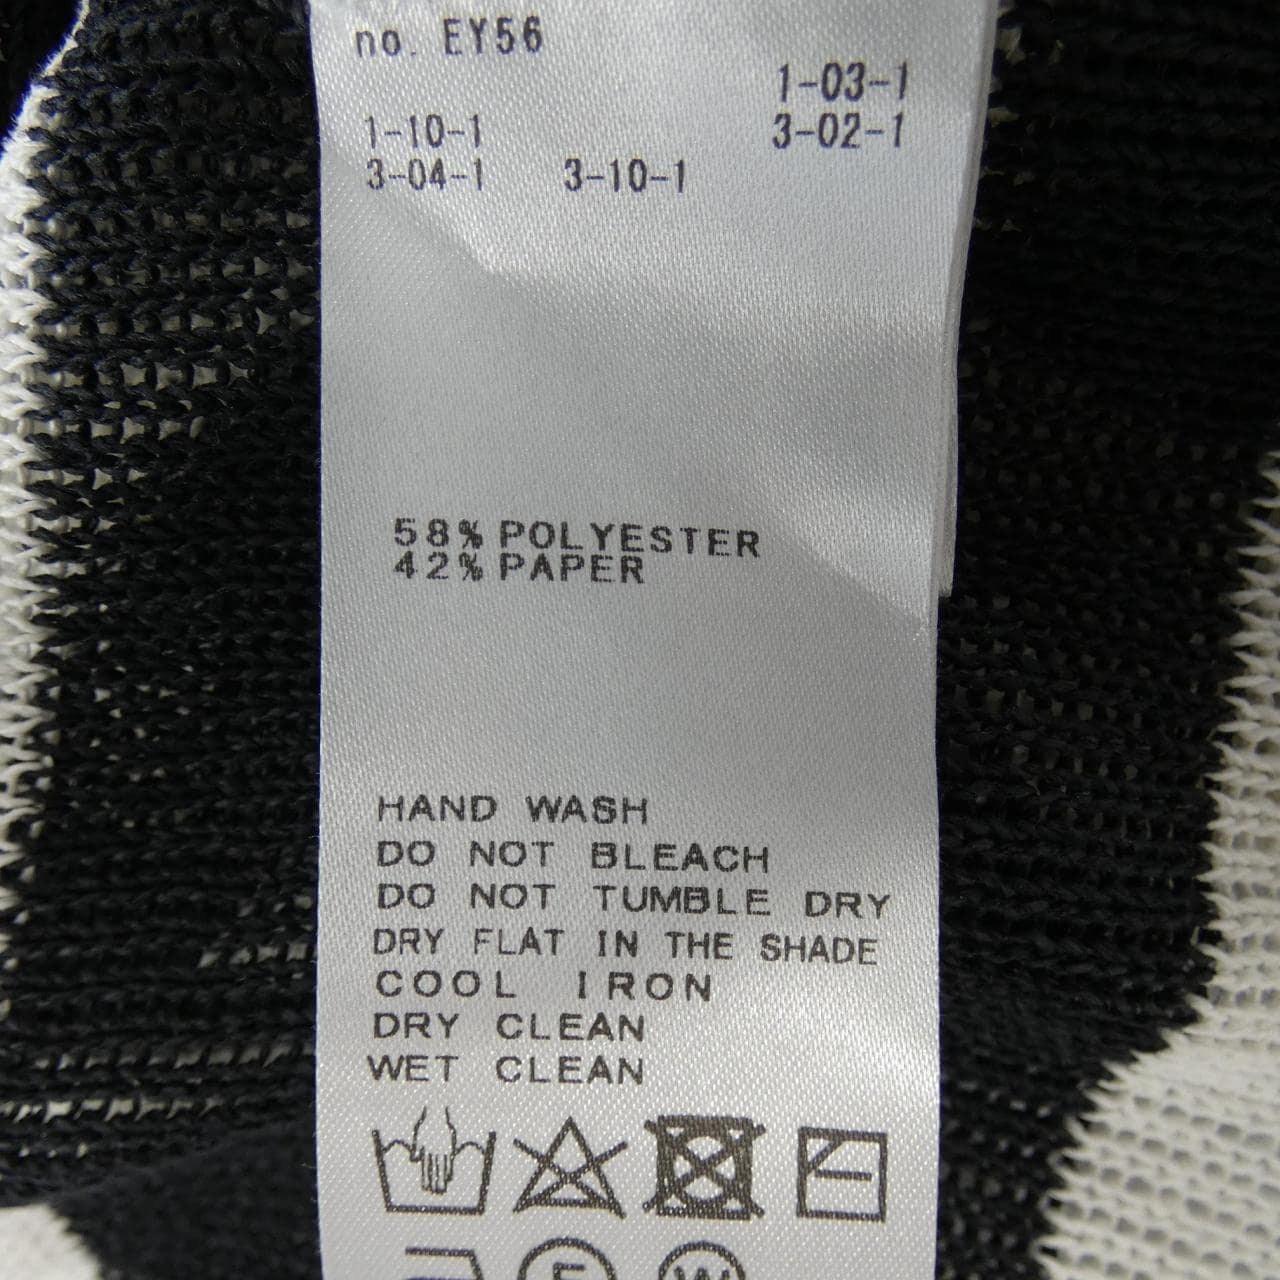 no. EY56
1-03-1
1-10-1 3-02-1
3-04-1 3-10-1
58% POLYESTER
42% PAPER
HAND WASH
DO NOT BLEACH
DO NOT TUMBLE DRY
DRY FLAT IN THE SHADE
COOL IRON
DRY CLEAN
WET CLEAN
F W